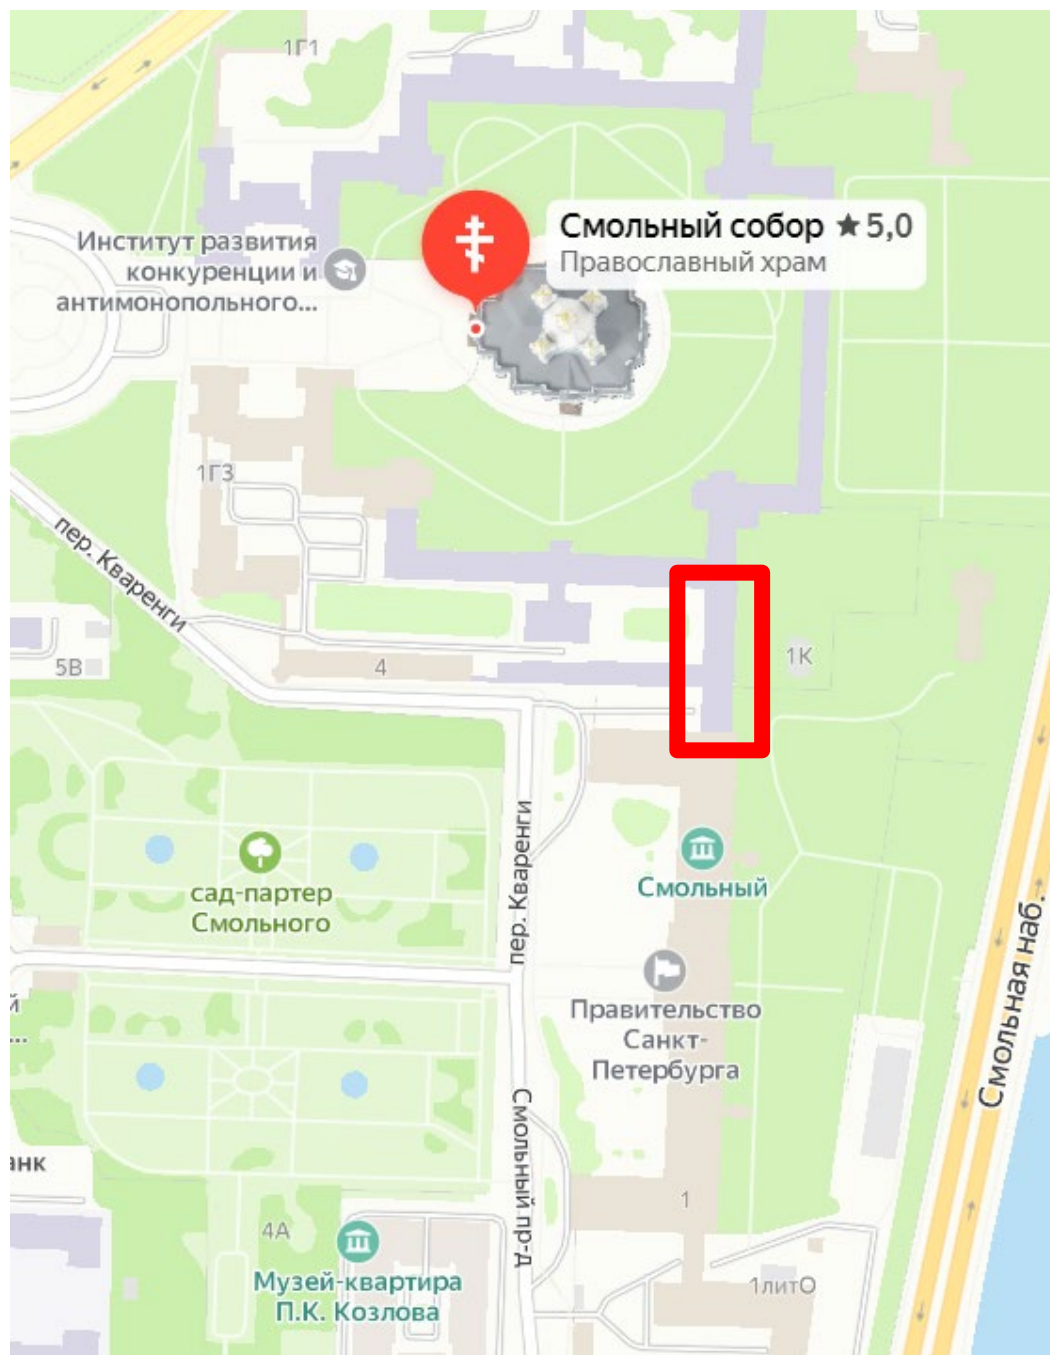 1Г1
Смольный собор ★ 5,0
Православный храм
Институт развития
конкуренции и
антимонопольного...
1Г3
пер. Кваренги
5В
4
1К
пер. Кваренги
сад-партер
Смольного
Смольный
Правительство
Санкт-
Петербурга
Смольная наб.
й
...
Смольный пр-д
анк
1
4А
Музей-квартира
П.К. Козлова
1литО